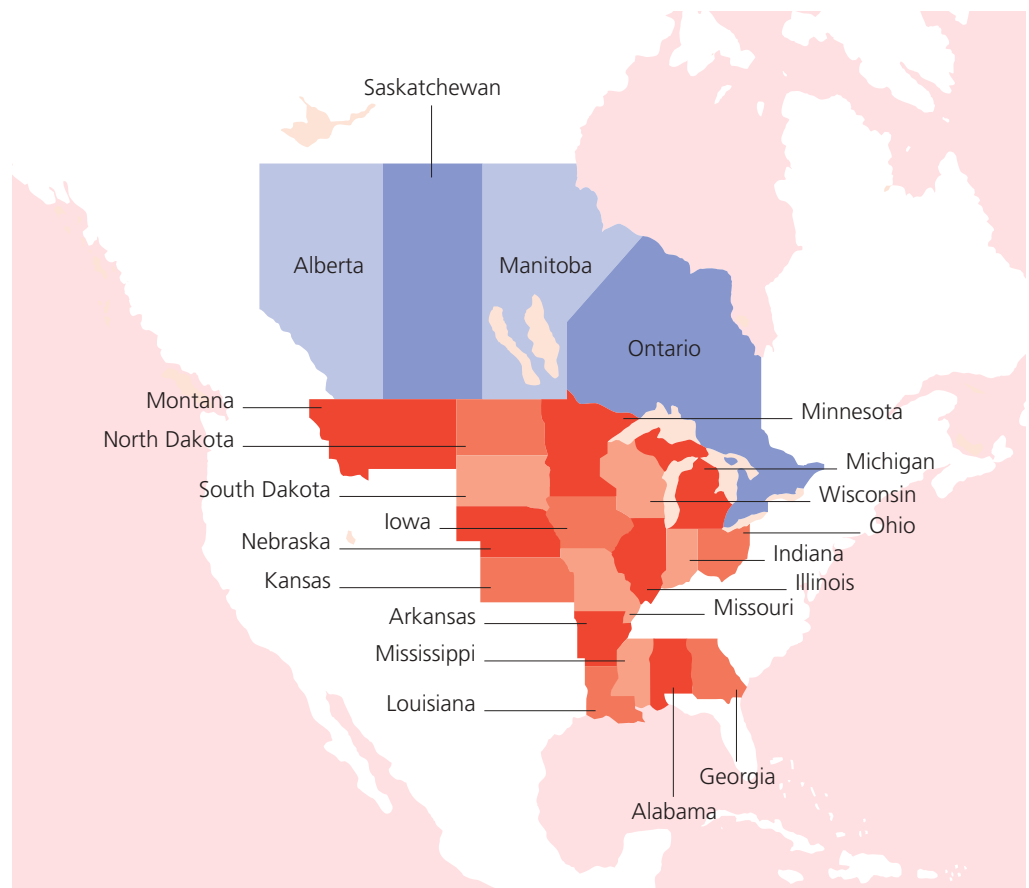 Saskatchewan
Alberta
Manitoba
Ontario
Montana
Minnesota
North Dakota
Michigan
South Dakota
Wisconsin
Iowa
Ohio
Nebraska
Indiana
Kansas
Illinois
Missouri
Arkansas
Mississippi
Louisiana
Georgia
Alabama